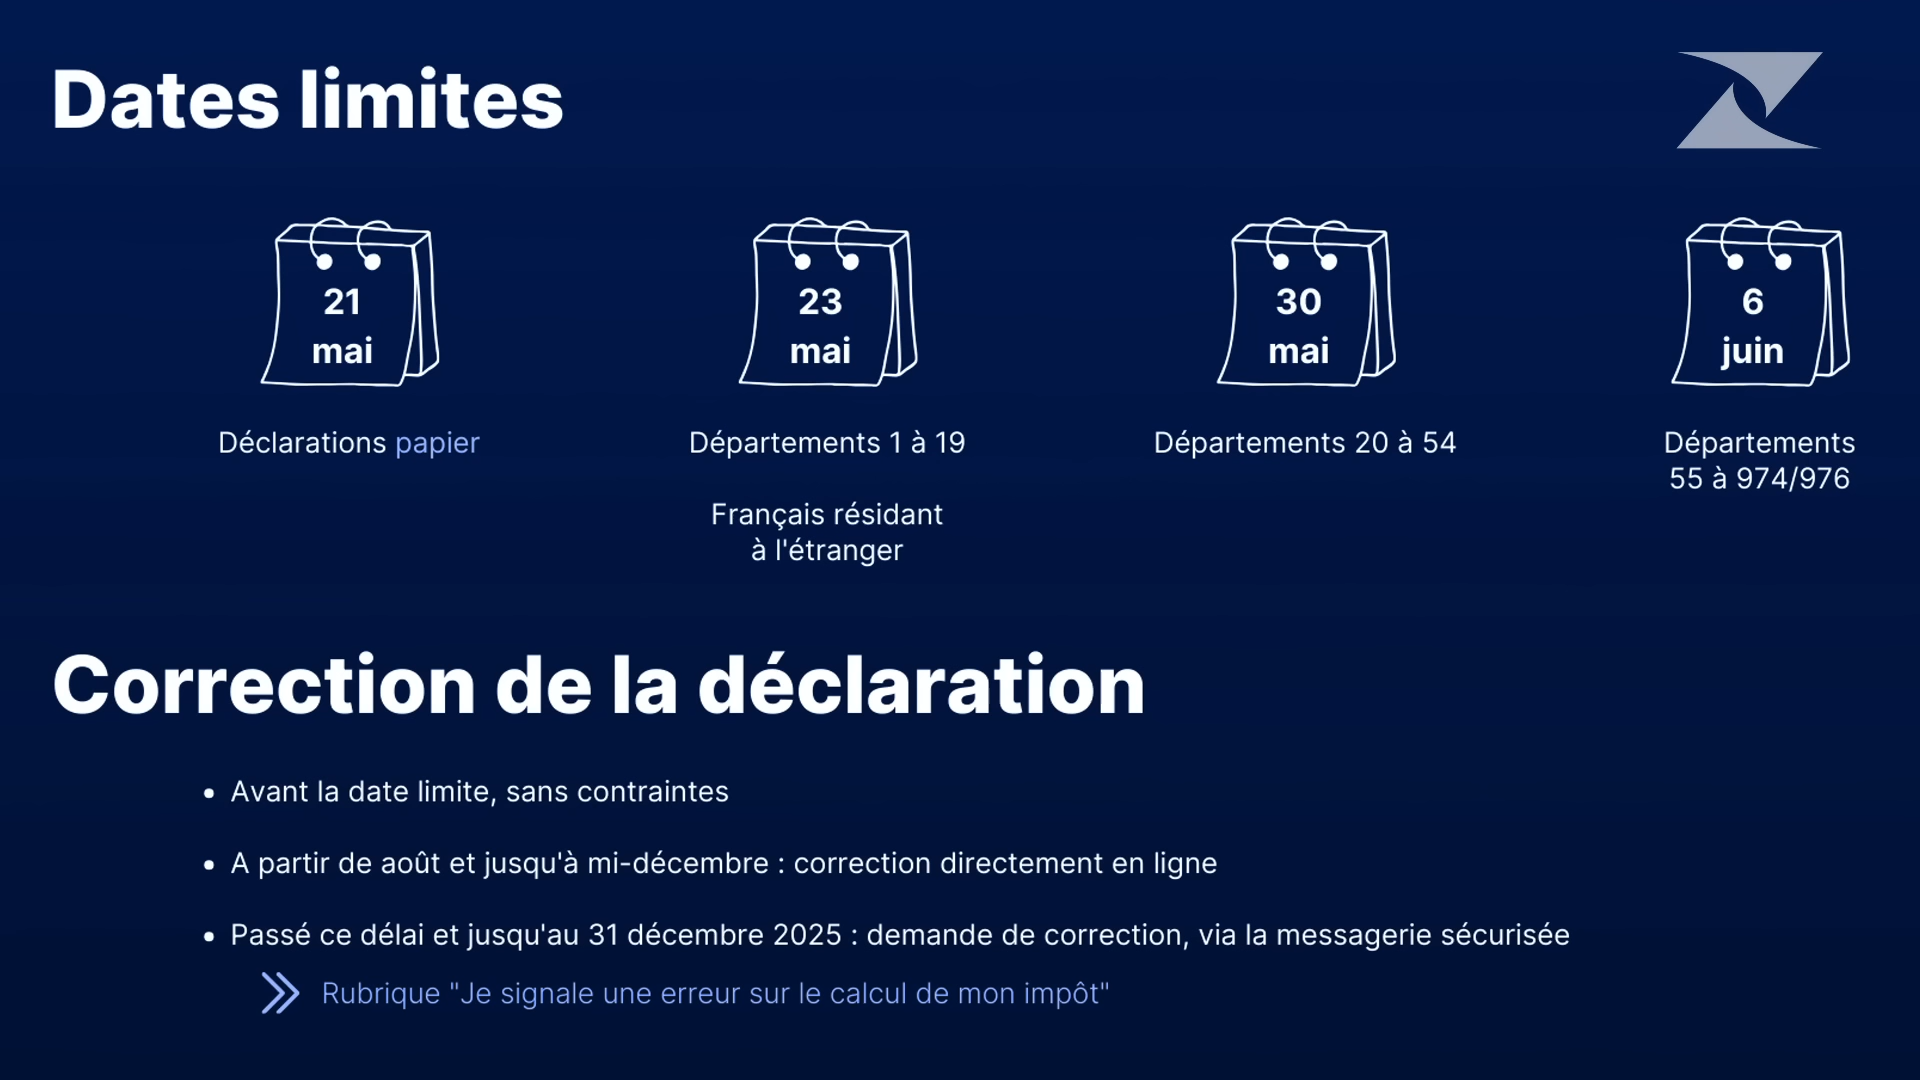 Dates limites
21
mai
23
mai
30
mai
6
juin
Déclarations papier
Départements 1 à 19
Français résidant
à l'étranger
Départements 20 à 54
Départements
55 à 974/976
Correction de la déclaration
• Avant la date limite, sans contraintes
• A partir de août et jusqu'à mi-décembre : correction directement en ligne
• Passé ce délai et jusqu'au 31 décembre 2025 : demande de correction, via la messagerie sécurisée
Rubrique "Je signale une erreur sur le calcul de mon impôt"